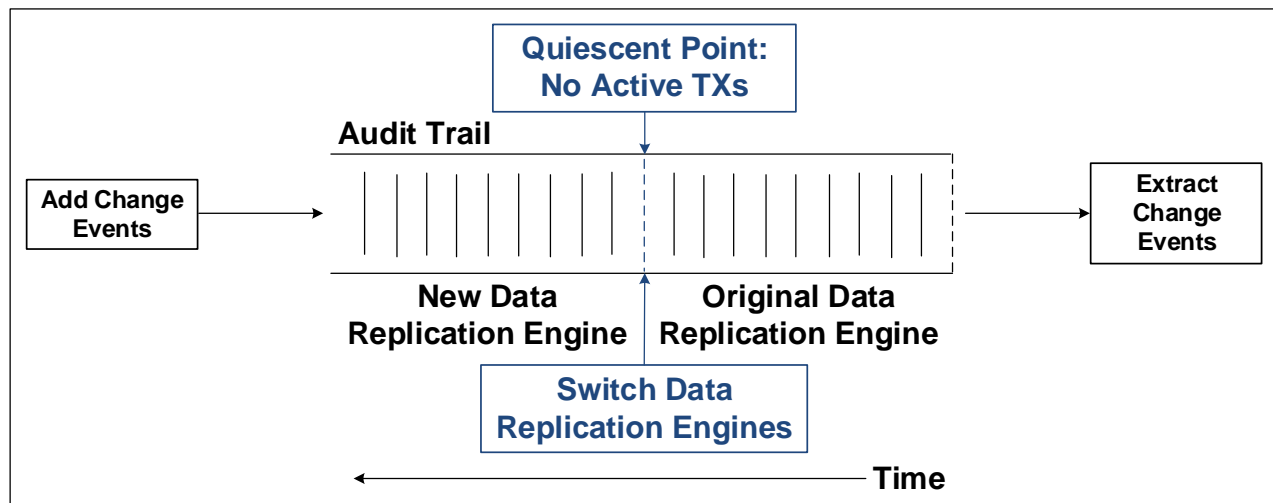 Quiescent Point:
No Active TXs
Audit Trail
Add Change
Events
Extract
Change
Events
New Data
Replication Engine
Original Data
Replication Engine
Switch Data
Replication Engines
Time